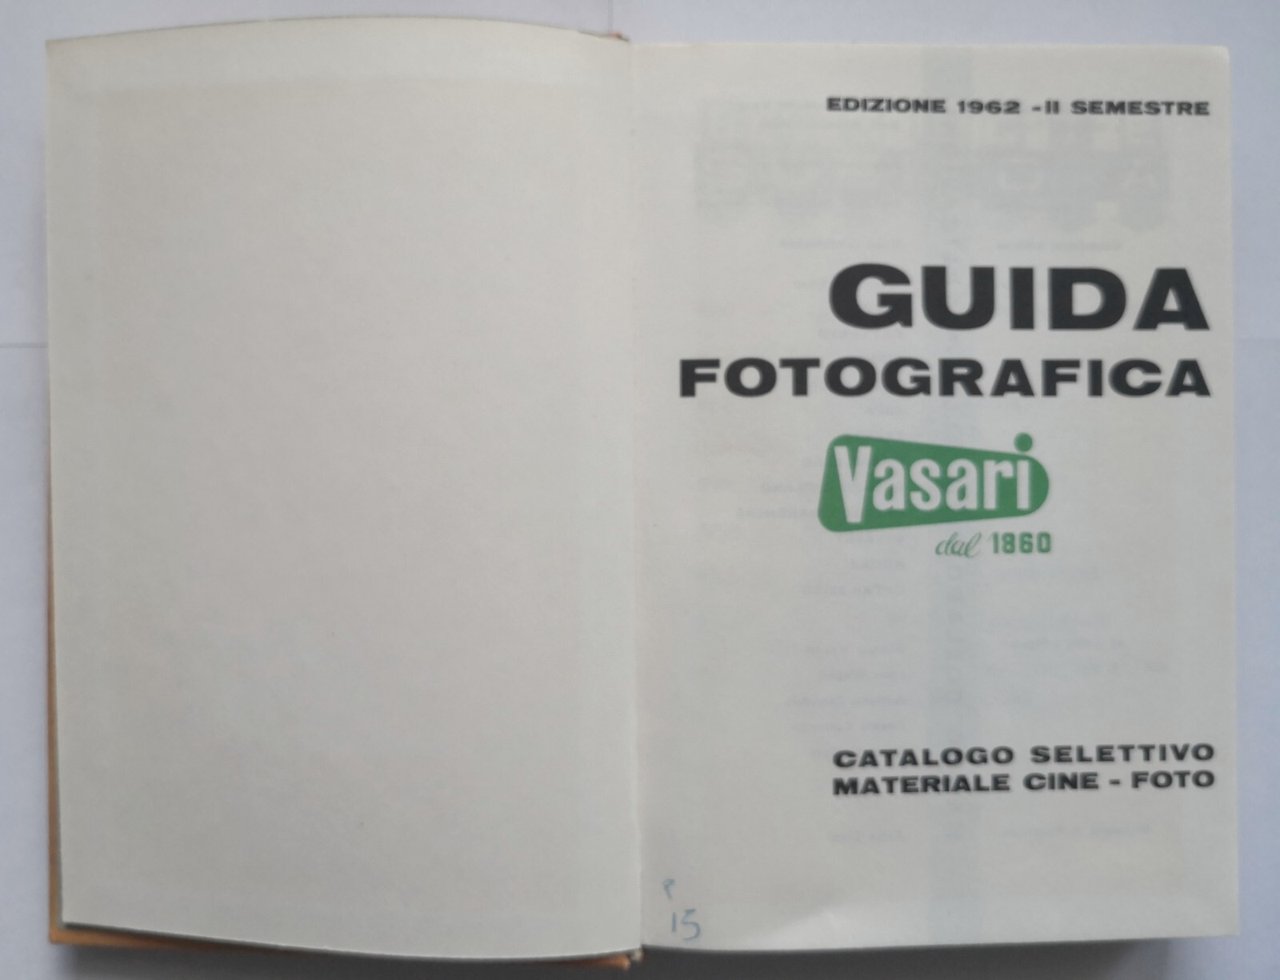 EDIZIONE 1962 - II SEMESTRE
GUIDA
FOTOGRAFICA
Vasari
dal 1860
CATALOGO SELETTIVO
MATERIALE CINE - FOTO
15